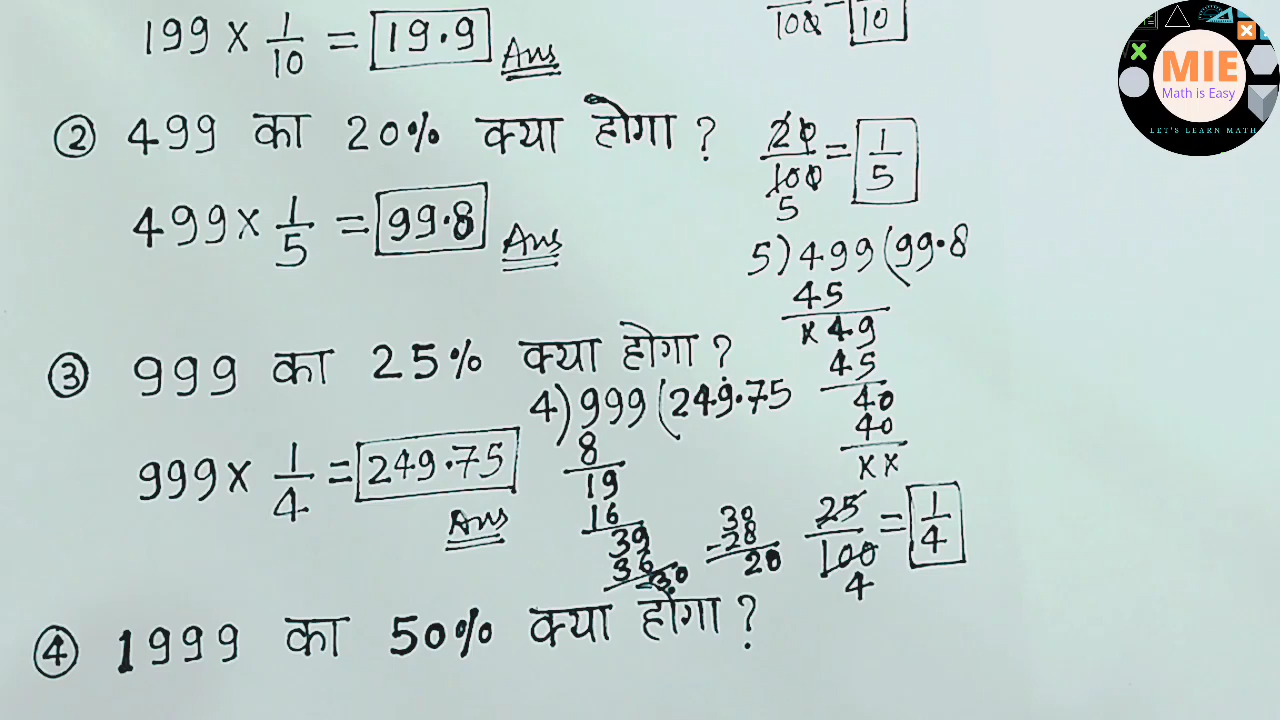 199 × 1/10 = 19.9 Ans
100 = 10
② 499 का 20% क्या होगा ?
20/100 = 1/5
5
499 × 1/5 = 99.8 Ans
5) 499 (99.8
45
×49
45
40
40
××
③ 999 का 25% क्या होगा ?
4) 999 (249.75
8
19
16
39
36
30
30
-28
20
999 × 1/4 = 249.75
Ans
25/100 = 1/4
4
④ 1999 का 50% क्या होगा ?
MIE
Math is Easy
LET'S LEARN MATH